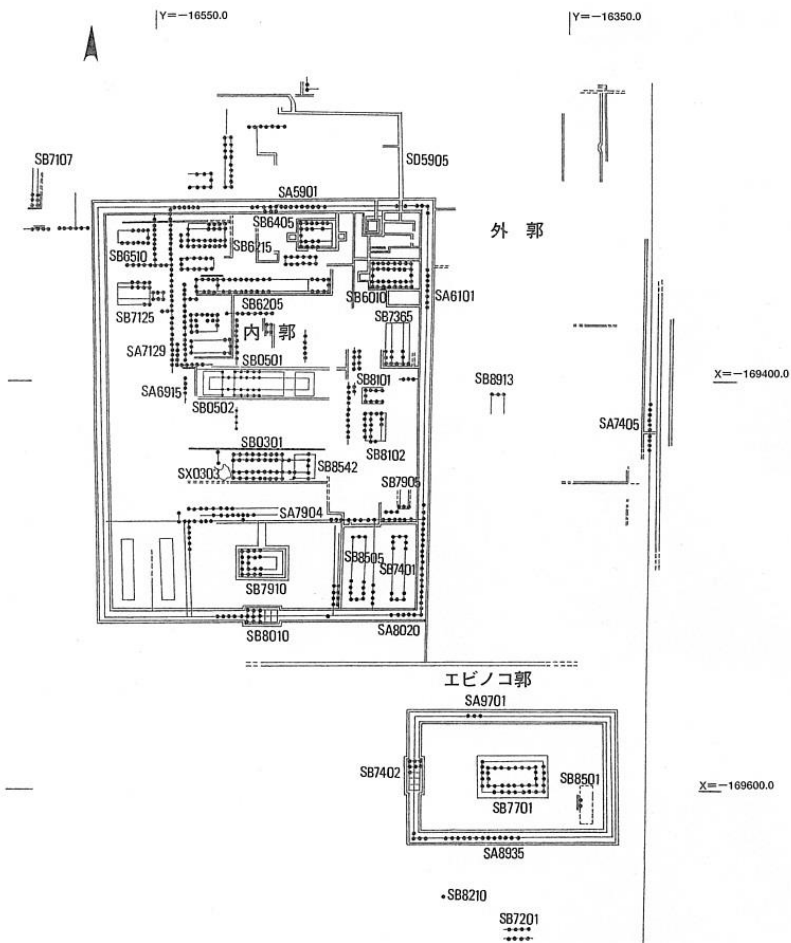 Y=－16550.0
Y=－16350.0
SB7107
SD5905
SA5901
SB6405
外　郭
SB6215
SB6510
SB6010
SA6101
SB6205
SB7125
SB7365
内　郭
SA7129
SB0501
X=－169400.0
SB8101
SB8913
SA6915
SB0502
SA7405
SB0301
SB8102
SX0303
SB8542
SB7905
SA7904
SB8505
SB7401
SB7910
SA8020
SB8010
エビノコ郭
SA9701
SB7402
SB8501
X=－169600.0
SB7701
SA8935
SB8210
SB7201